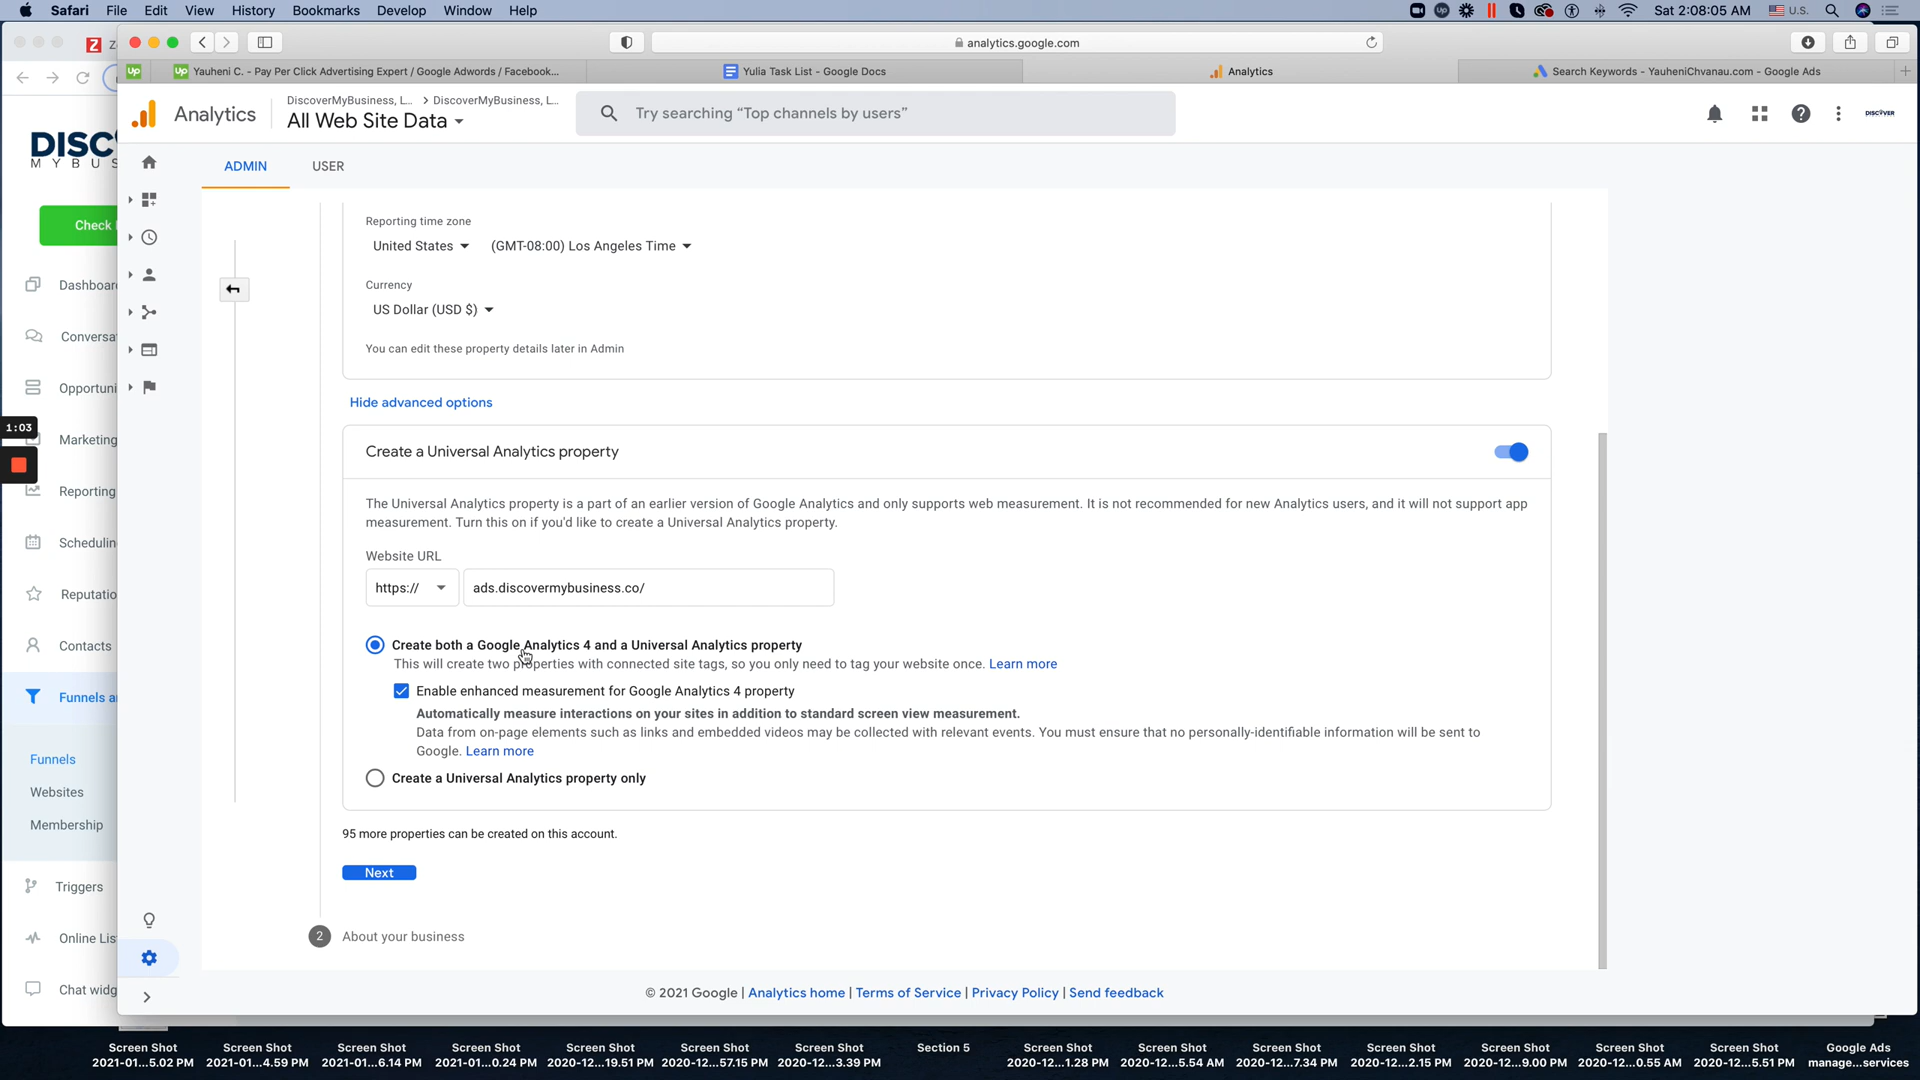 Safari File Edit View History Bookmarks Develop Window Help
Sat 2:08:05 AM U.S.
analytics.google.com
Yauheni C. - Pay Per Click Advertising Expert / Google Adwords / Facebook...
Yulia Task List - Google Docs
Analytics
Search Keywords - YauheniChvanau.com - Google Ads
Analytics
DiscoverMyBusiness, L... > DiscoverMyBusiness, L...
All Web Site Data
Try searching “Top channels by users”
DISCOVER
DISC
MYBUS
Check
Dashboar
Conversa
Opportuni
1:03
Marketing
Reporting
Schedulin
Reputatio
Contacts
Funnels a
Funnels
Websites
Membership
Triggers
Online Lis
Chat widg
ADMIN
USER
Reporting time zone
United States (GMT-08:00) Los Angeles Time
Currency
US Dollar (USD $)
You can edit these property details later in Admin
Hide advanced options
Create a Universal Analytics property
The Universal Analytics property is a part of an earlier version of Google Analytics and only supports web measurement. It is not recommended for new Analytics users, and it will not support app
measurement. Turn this on if you'd like to create a Universal Analytics property.
Website URL
https:// ads.discovermybusiness.co/
Create both a Google Analytics 4 and a Universal Analytics property
This will create two properties with connected site tags, so you only need to tag your website once. Learn more
Enable enhanced measurement for Google Analytics 4 property
Automatically measure interactions on your sites in addition to standard screen view measurement.
Data from on-page elements such as links and embedded videos may be collected with relevant events. You must ensure that no personally-identifiable information will be sent to
Google. Learn more
Create a Universal Analytics property only
95 more properties can be created on this account.
Next
2 About your business
© 2021 Google | Analytics home | Terms of Service | Privacy Policy | Send feedback
Screen Shot
2021-01...5.02 PM
Screen Shot
2021-01...4.59 PM
Screen Shot
2021-01...6.14 PM
Screen Shot
2021-01...0.24 PM
Screen Shot
2020-12...19.51 PM
Screen Shot
2020-12...57.15 PM
Screen Shot
2020-12...3.39 PM
Section 5
Screen Shot
2020-12...1.28 PM
Screen Shot
2020-12...5.54 AM
Screen Shot
2020-12...7.34 PM
Screen Shot
2020-12...2.15 PM
Screen Shot
2020-12...9.00 PM
Screen Shot
2020-12...0.55 AM
Screen Shot
2020-12...5.51 PM
Google Ads
manage...services